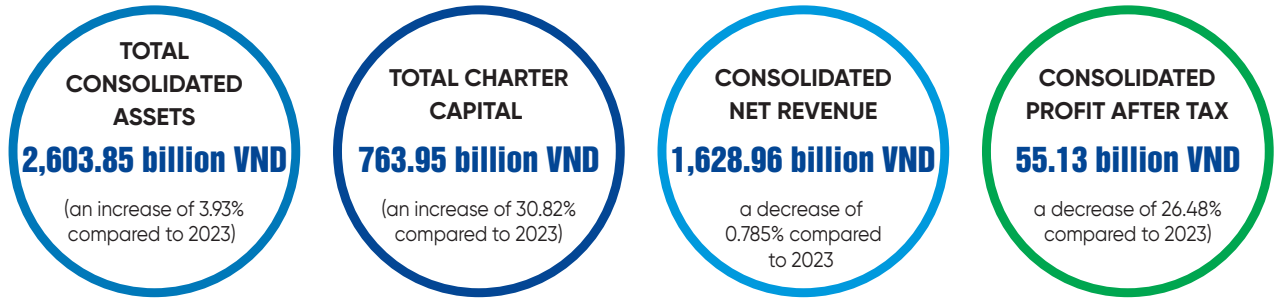 TOTAL
CONSOLIDATED
ASSETS
2,603.85 billion VND
(an increase of 3.93%
compared to 2023)
TOTAL CHARTER
CAPITAL
763.95 billion VND
(an increase of 30.82%
compared to 2023)
CONSOLIDATED
NET REVENUE
1,628.96 billion VND
a decrease of
0.785% compared
to 2023
CONSOLIDATED
PROFIT AFTER TAX
55.13 billion VND
a decrease of 26.48%
compared to 2023)